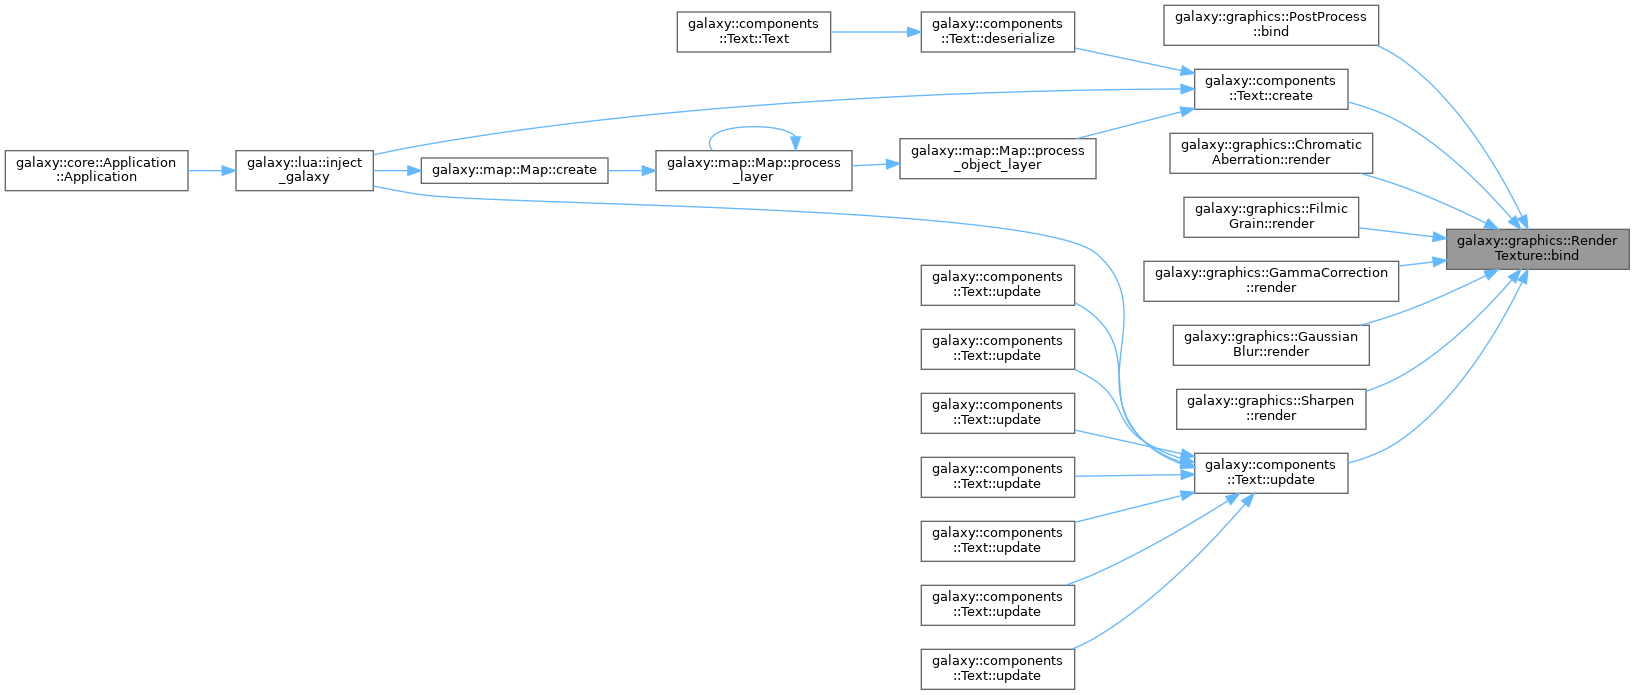 galaxy::components
::Text::Text
galaxy::components
::Text::deserialize
galaxy::graphics::PostProcess
::bind
galaxy::components
::Text::create
galaxy::graphics::Chromatic
Aberration::render
galaxy::core::Application
::Application
galaxy::lua::inject
_galaxy
galaxy::map::Map::create
galaxy::map::Map::process
_layer
galaxy::map::Map::process
_object_layer
galaxy::graphics::Filmic
Grain::render
galaxy::graphics::Render
Texture::bind
galaxy::graphics::GammaCorrection
::render
galaxy::components
::Text::update
galaxy::graphics::Gaussian
Blur::render
galaxy::components
::Text::update
galaxy::graphics::Sharpen
::render
galaxy::components
::Text::update
galaxy::components
::Text::update
galaxy::components
::Text::update
galaxy::components
::Text::update
galaxy::components
::Text::update
galaxy::components
::Text::update